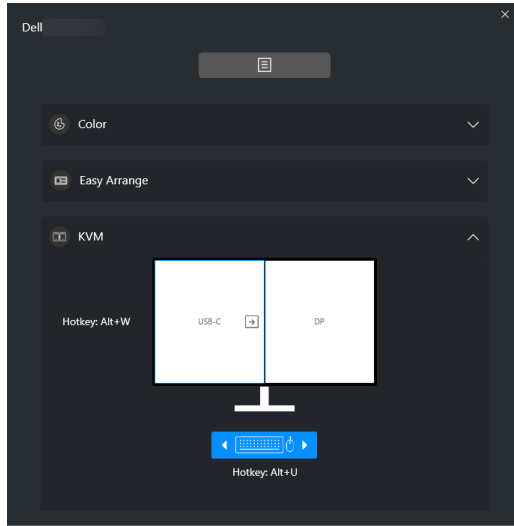 Dell
Color
Easy Arrange
KVM
Hotkey: Alt+W
USB-C
DP
Hotkey: Alt+U